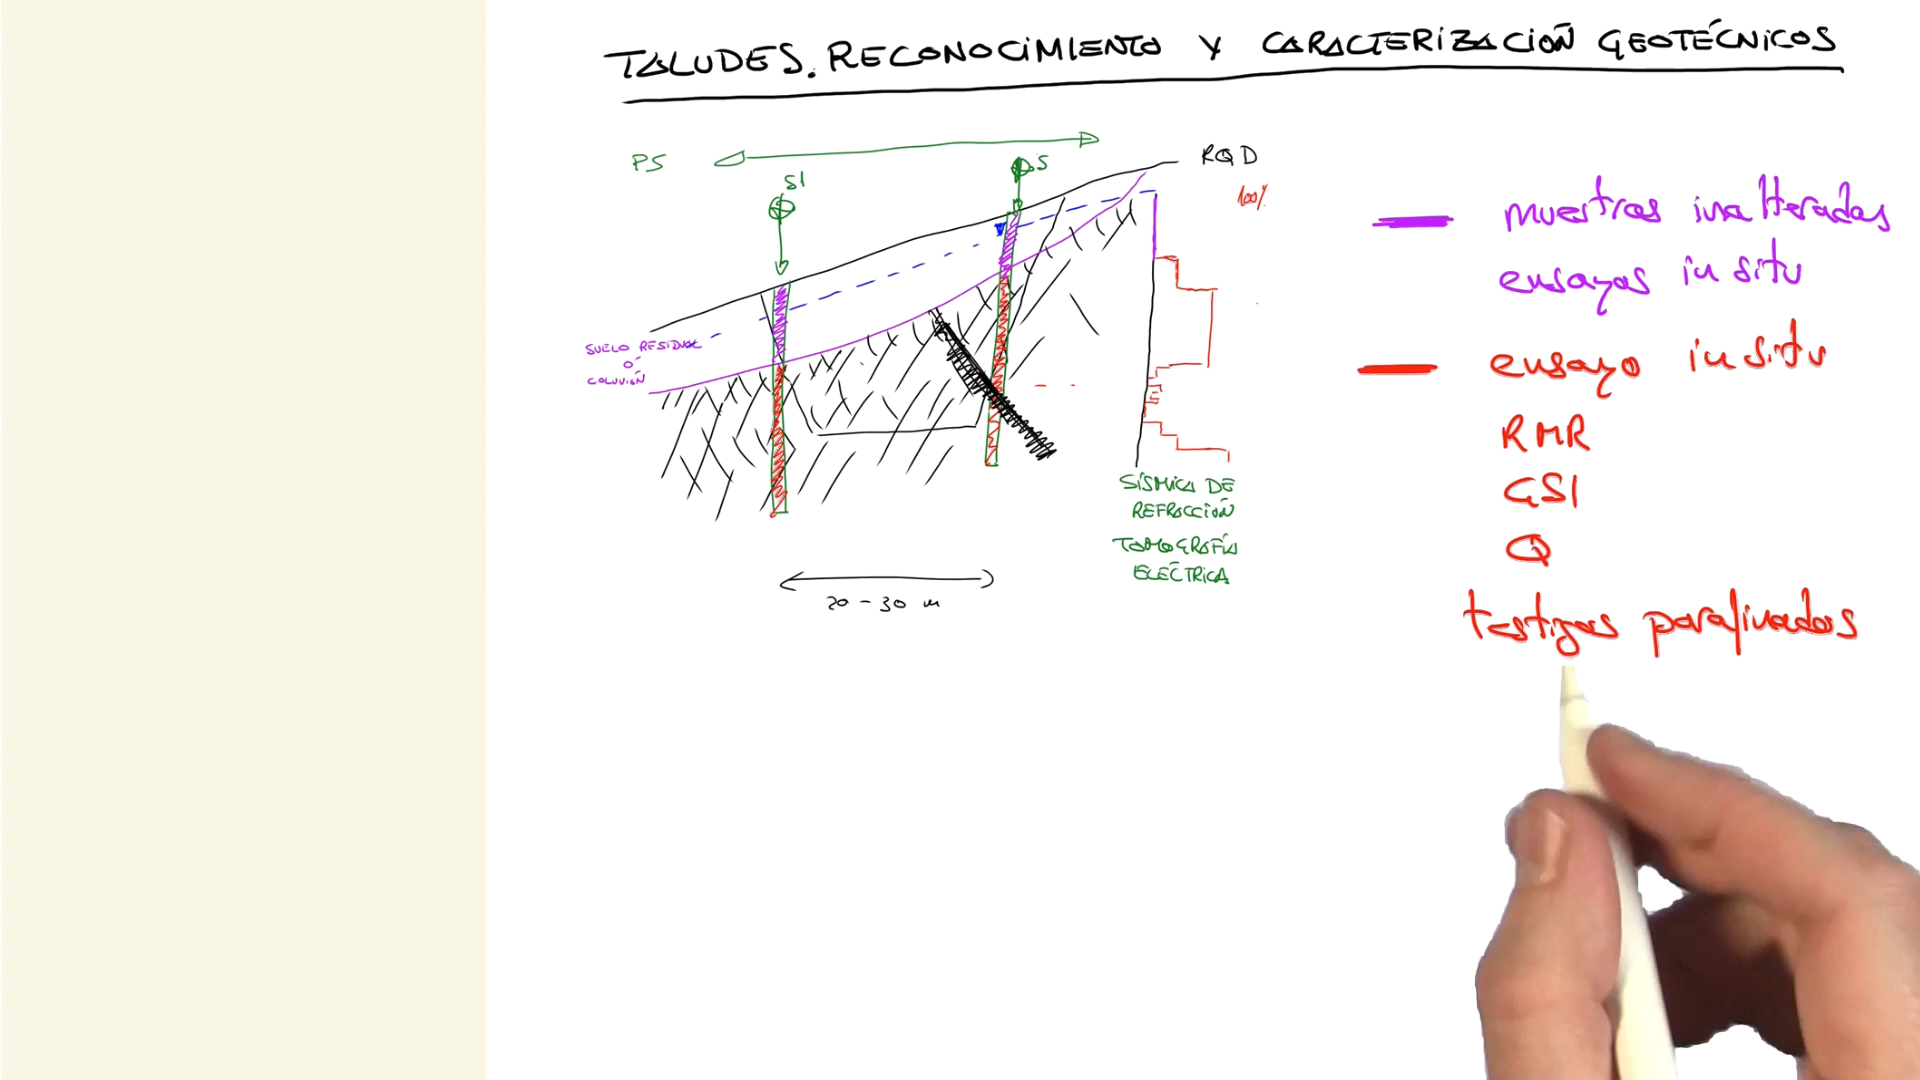 TALUDES. RECONOCIMIENTO Y CARACTERIZACIÓN GEOTÉCNICOS
PS
S1
S
RQD
100%
SUELO RESIDUAL
Ó
COLUVIÓN
SÍSMICA DE
REFRACCIÓN
TOMOGRAFÍA
ELÉCTRICA
20 - 30 m
muestras inalteradas
ensayos in situ
ensayo in situ
RMR
GSI
Q
testigos parafinados